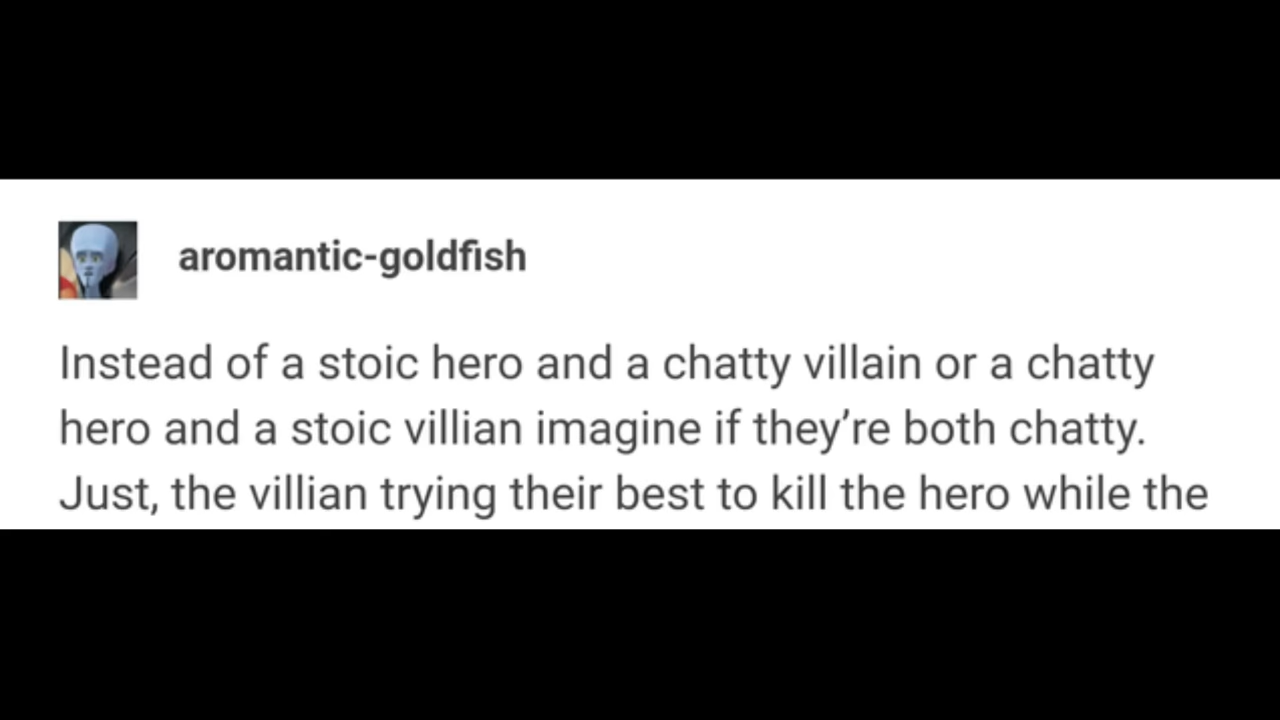 aromantic-goldfish
Instead of a stoic hero and a chatty villain or a chatty
hero and a stoic villian imagine if they’re both chatty.
Just, the villian trying their best to kill the hero while the